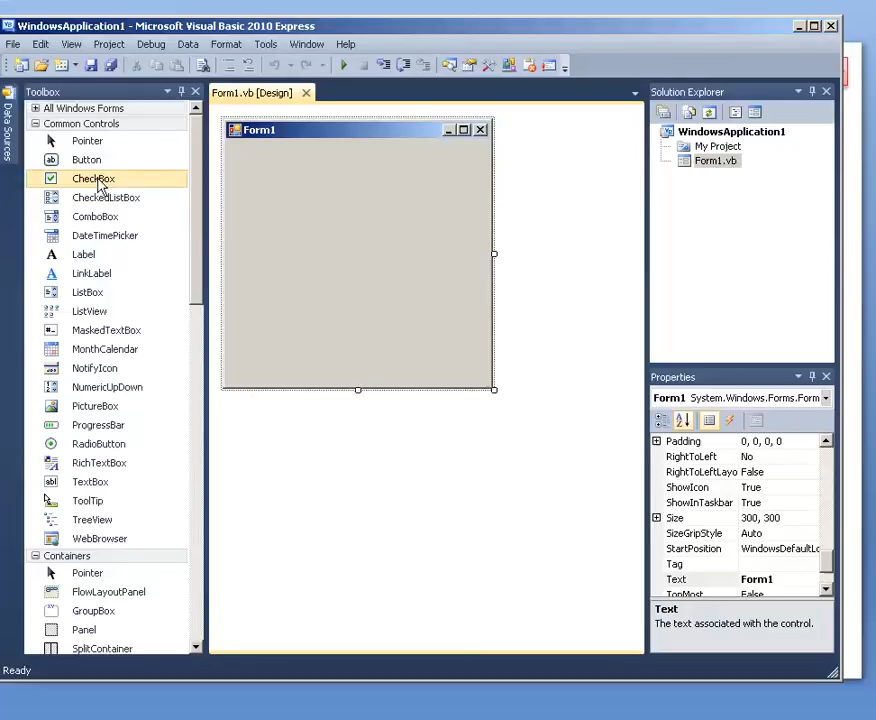 WindowsApplication1 - Microsoft Visual Basic 2010 Express
File Edit View Project Debug Data Format Tools Window Help
Data Sources
Toolbox
All Windows Forms
Common Controls
Pointer
Button
CheckBox
CheckedListBox
ComboBox
DateTimePicker
Label
LinkLabel
ListBox
ListView
MaskedTextBox
MonthCalendar
NotifyIcon
NumericUpDown
PictureBox
ProgressBar
RadioButton
RichTextBox
TextBox
ToolTip
TreeView
WebBrowser
Containers
Pointer
FlowLayoutPanel
GroupBox
Panel
SplitContainer
Form1.vb [Design]
Form1
Solution Explorer
WindowsApplication1
My Project
Form1.vb
Properties
Form1 System.Windows.Forms.Form
Padding 0, 0, 0, 0
RightToLeft No
RightToLeftLayo False
ShowIcon True
ShowInTaskbar True
Size 300, 300
SizeGripStyle Auto
StartPosition WindowsDefaultLo
Tag
Text Form1
TopMost False
Text
The text associated with the control.
Ready